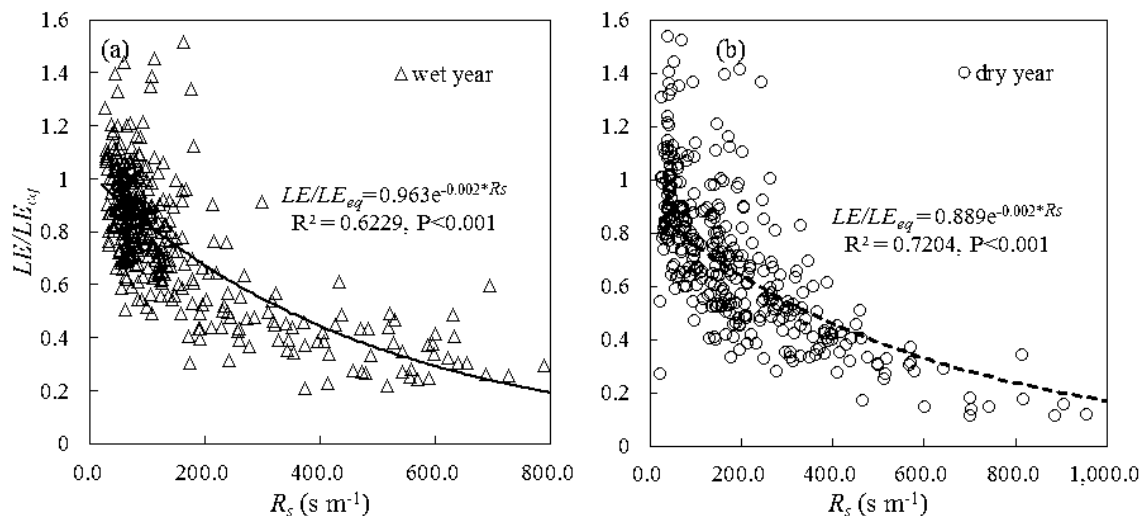 1.6
(a)
△ wet year
1.4
1.2
1
LE/LEeq=0.963e-0.002*Rs
R² = 0.6229, P<0.001
0.8
0.6
0.4
0.2
0
LE/LEeq
0.0 200.0 400.0 600.0 800.0
Rs (s m-1)
1.6
(b)
○ dry year
1.4
1.2
1
LE/LEeq=0.889e-0.002*Rs
R² = 0.7204, P<0.001
0.8
0.6
0.4
0.2
0
0.0 200.0 400.0 600.0 800.0 1,000.0
Rs (s m-1)